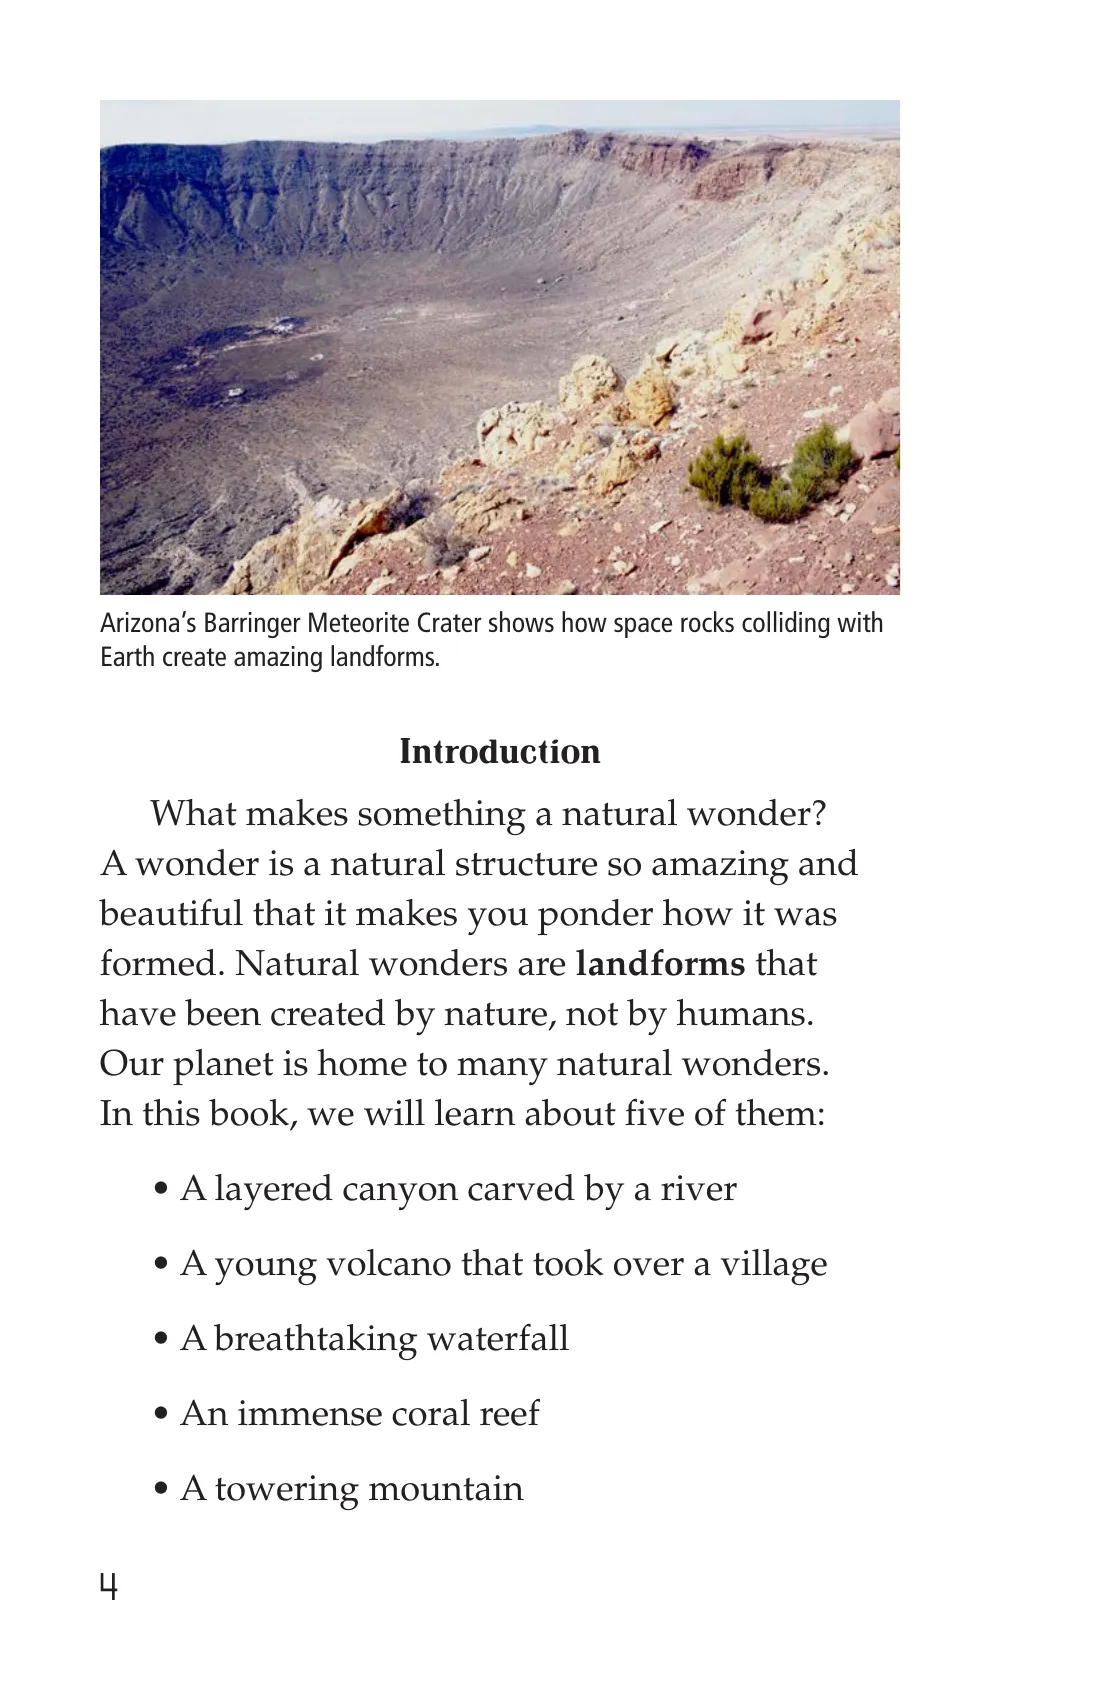 Arizona’s Barringer Meteorite Crater shows how space rocks colliding with
Earth create amazing landforms.
Introduction
What makes something a natural wonder?
A wonder is a natural structure so amazing and
beautiful that it makes you ponder how it was
formed. Natural wonders are landforms that
have been created by nature, not by humans.
Our planet is home to many natural wonders.
In this book, we will learn about five of them:
• A layered canyon carved by a river
• A young volcano that took over a village
• A breathtaking waterfall
• An immense coral reef
• A towering mountain
4